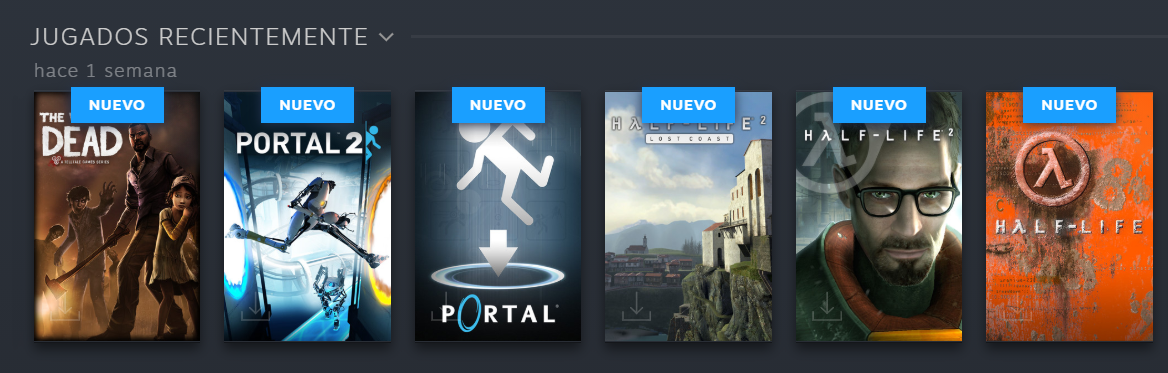 JUGADOS RECIENTEMENTE
hace 1 semana
NUEVO
NUEVO
NUEVO
NUEVO
NUEVO
NUEVO
THE
DEAD
A TELLTALE GAMES SERIES
PORTAL 2
PORTAL
HALF-LIFE 2
LOST COAST
HALF-LIFE 2
HALF-LIFE